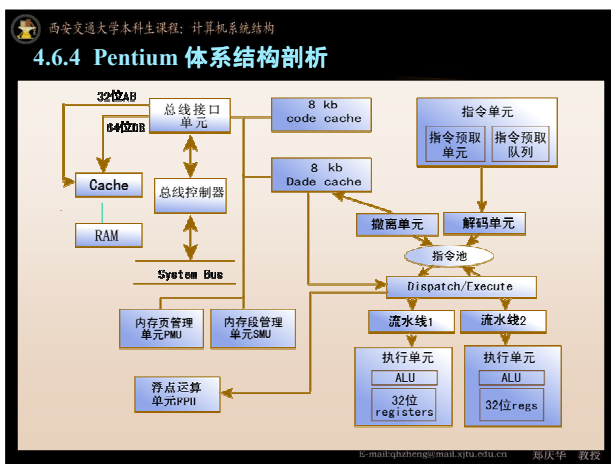 西安交通大学本科生课程: 计算机系统结构
4.6.4 Pentium 体系结构剖析
32位AB
64位DB
总线接口
单元
8 kb
code cache
指令单元
指令预取
单元
指令预取
队列
Cache
总线控制器
8 kb
Dade cache
RAM
撤离单元
解码单元
指令池
System Bus
Dispatch/Execute
内存页管理
单元PMU
内存段管理
单元SMU
流水线1
流水线2
浮点运算
单元FPU
执行单元
ALU
32位
registers
执行单元
ALU
32位regs
E-mail:qhzheng@mail.xjtu.edu.cn
郑庆华 教授